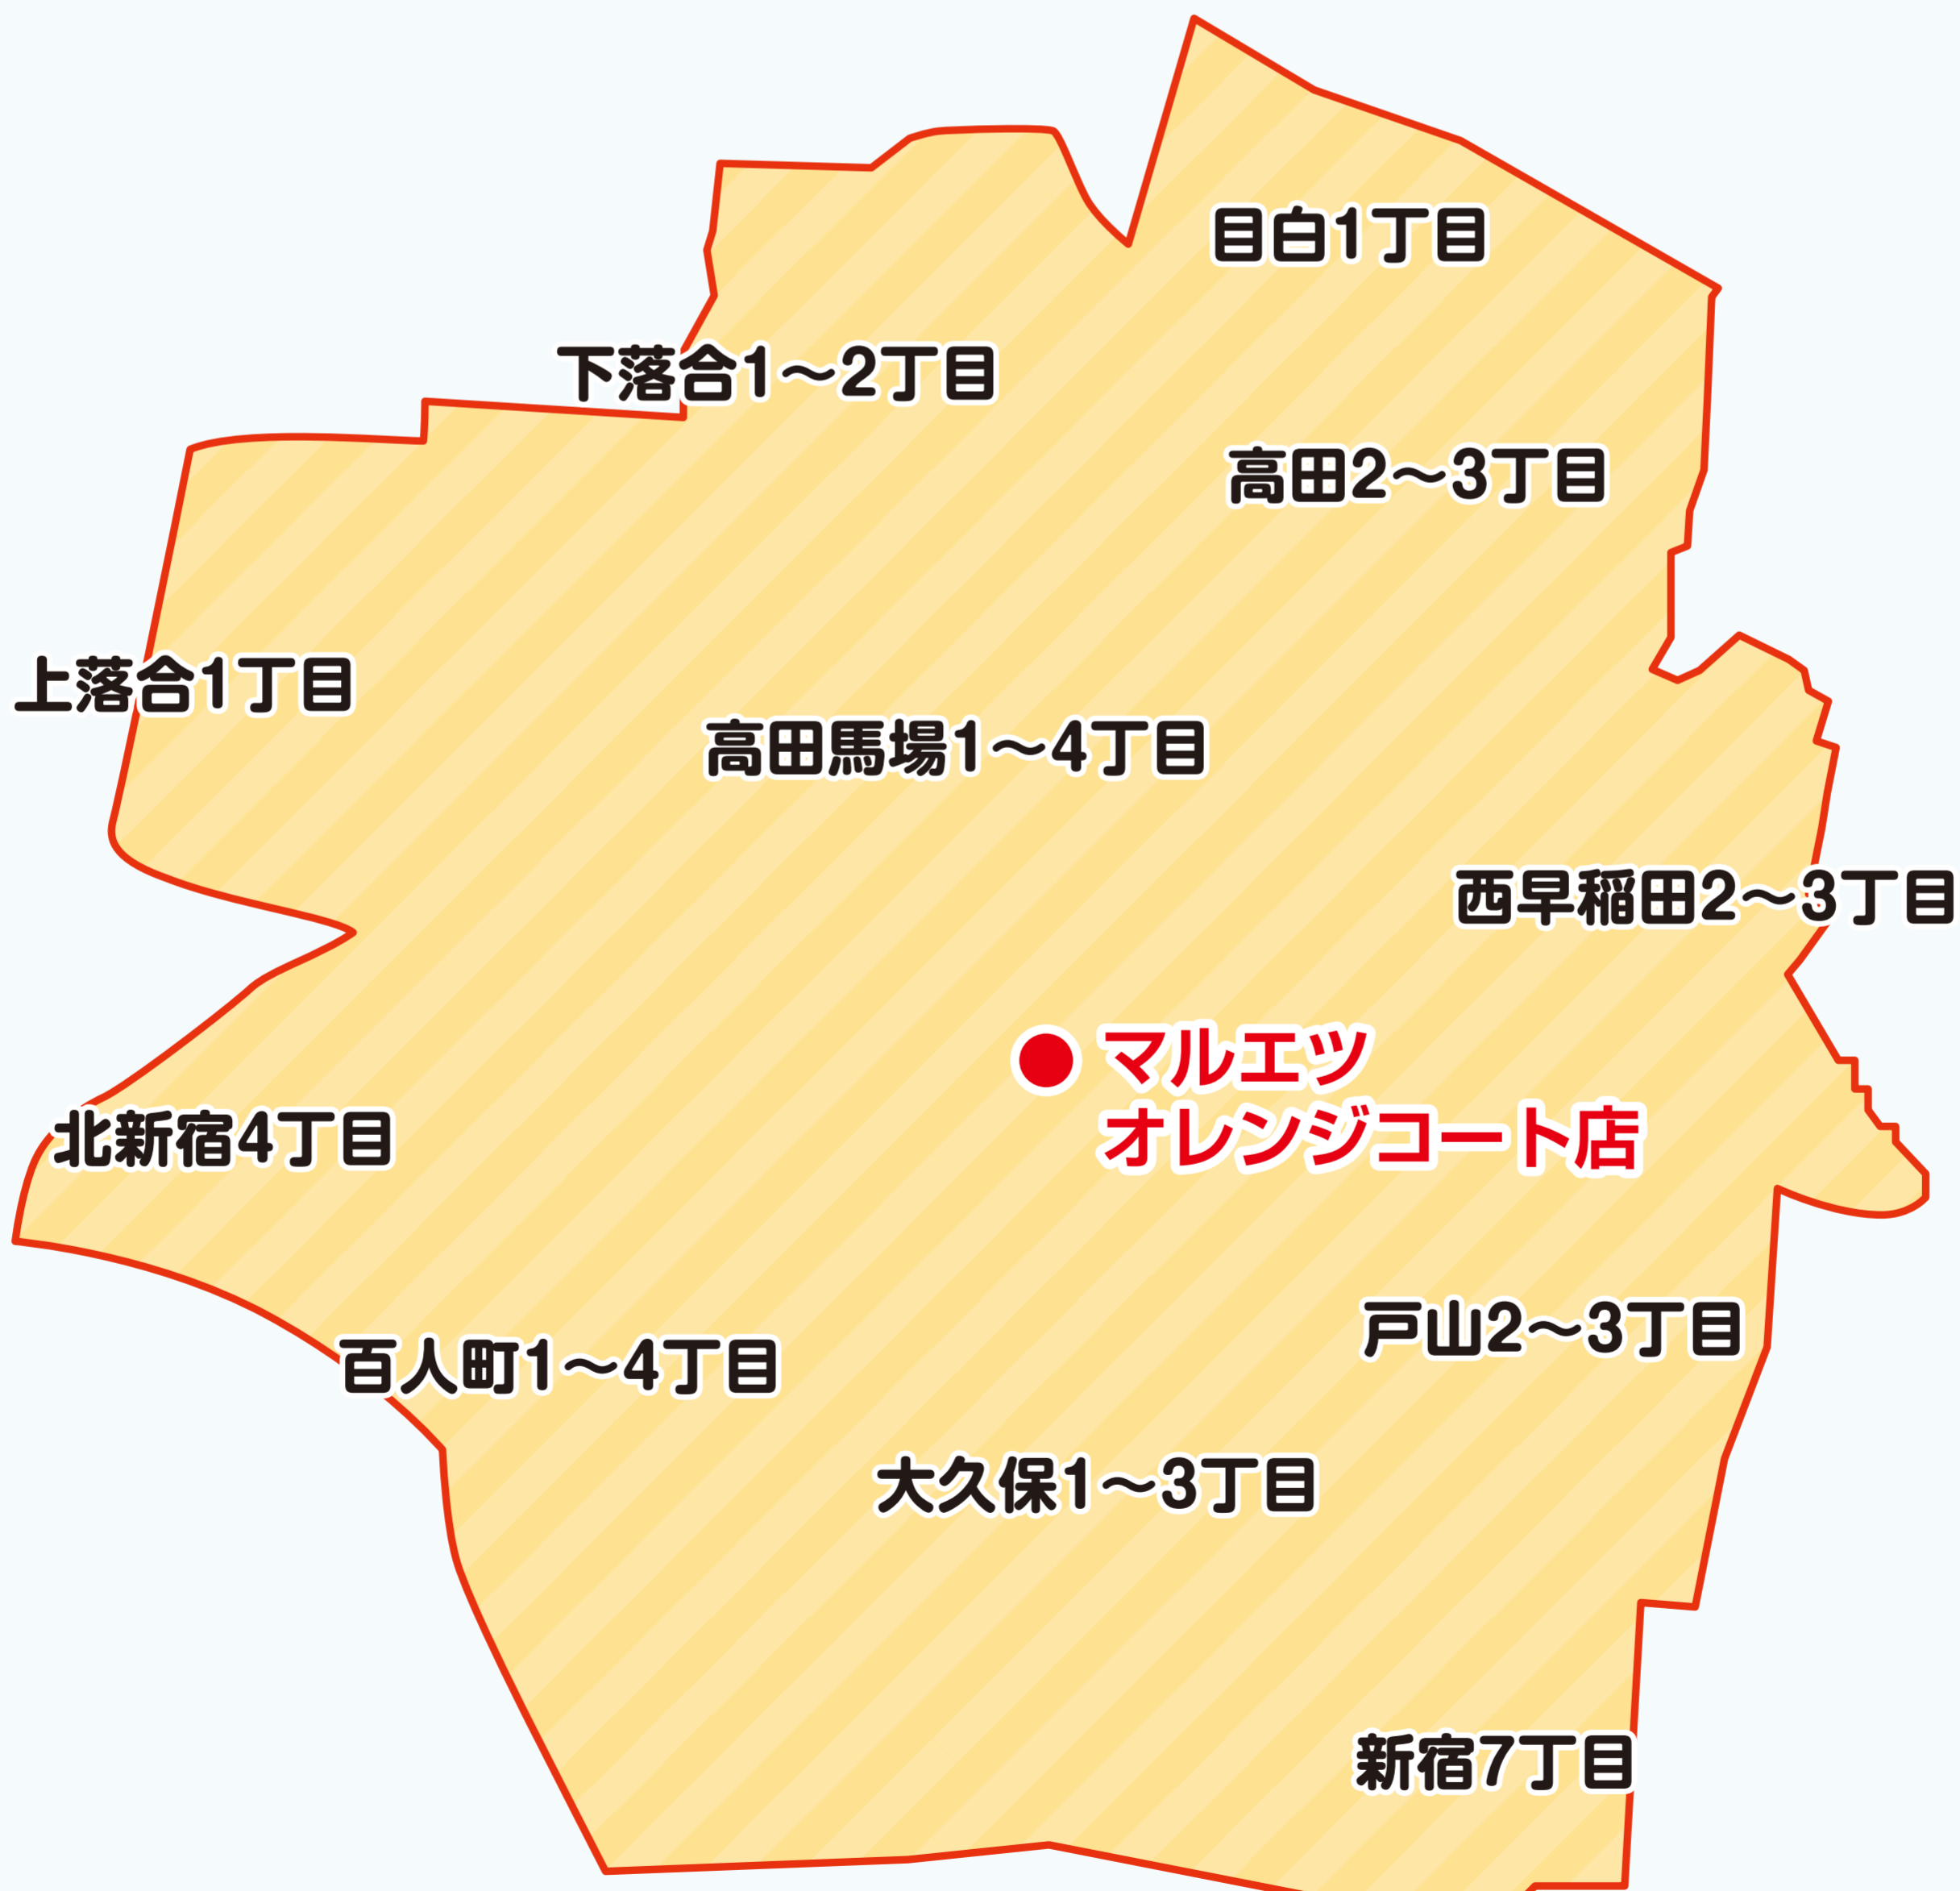 目白1丁目
下落合1～2丁目
高田2～3丁目
上落合1丁目
高田馬場1～4丁目
西早稲田2～3丁目
マルエツ
オレンジコート店
北新宿4丁目
戸山2～3丁目
百人町1～4丁目
大久保1～3丁目
新宿7丁目